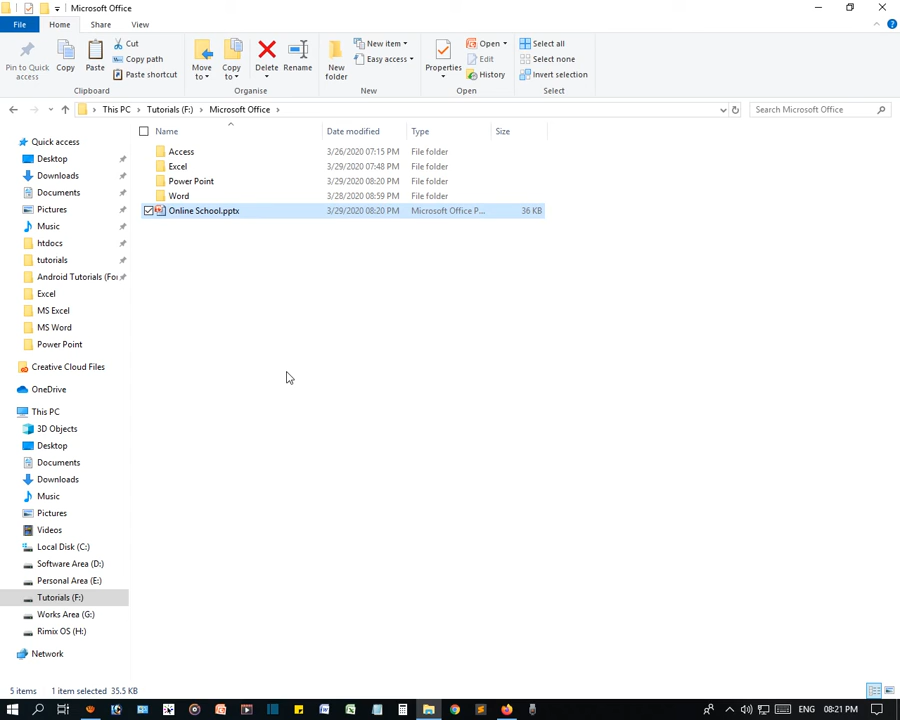 Microsoft Office
File Home Share View
Pin to Quick access
Copy
Paste
Cut
Copy path
Paste shortcut
Clipboard
Move to
Copy to
Delete
Rename
Organise
New folder
New item
Easy access
New
Properties
Open
Edit
History
Open
Select all
Select none
Invert selection
Select
This PC Tutorials (F:) Microsoft Office
Search Microsoft Office
Name Date modified Type Size
Access 3/26/2020 07:15 PM File folder
Excel 3/29/2020 07:48 PM File folder
Power Point 3/29/2020 08:20 PM File folder
Word 3/28/2020 08:59 PM File folder
Online School.pptx 3/29/2020 08:20 PM Microsoft Office P... 36 KB
Quick access
Desktop
Downloads
Documents
Pictures
Music
htdocs
tutorials
Android Tutorials (For
Excel
MS Excel
MS Word
Power Point
Creative Cloud Files
OneDrive
This PC
3D Objects
Desktop
Documents
Downloads
Music
Pictures
Videos
Local Disk (C:)
Software Area (D:)
Personal Area (E:)
Tutorials (F:)
Works Area (G:)
Rimix OS (H:)
Network
5 items 1 item selected 35.5 KB
ENG 08:21 PM